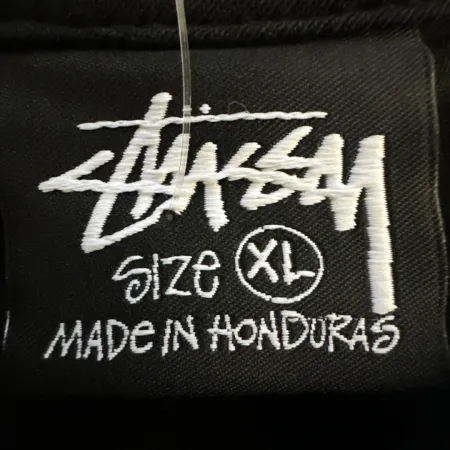 STÜSSY
SIZE XL
MADE IN HONDURAS